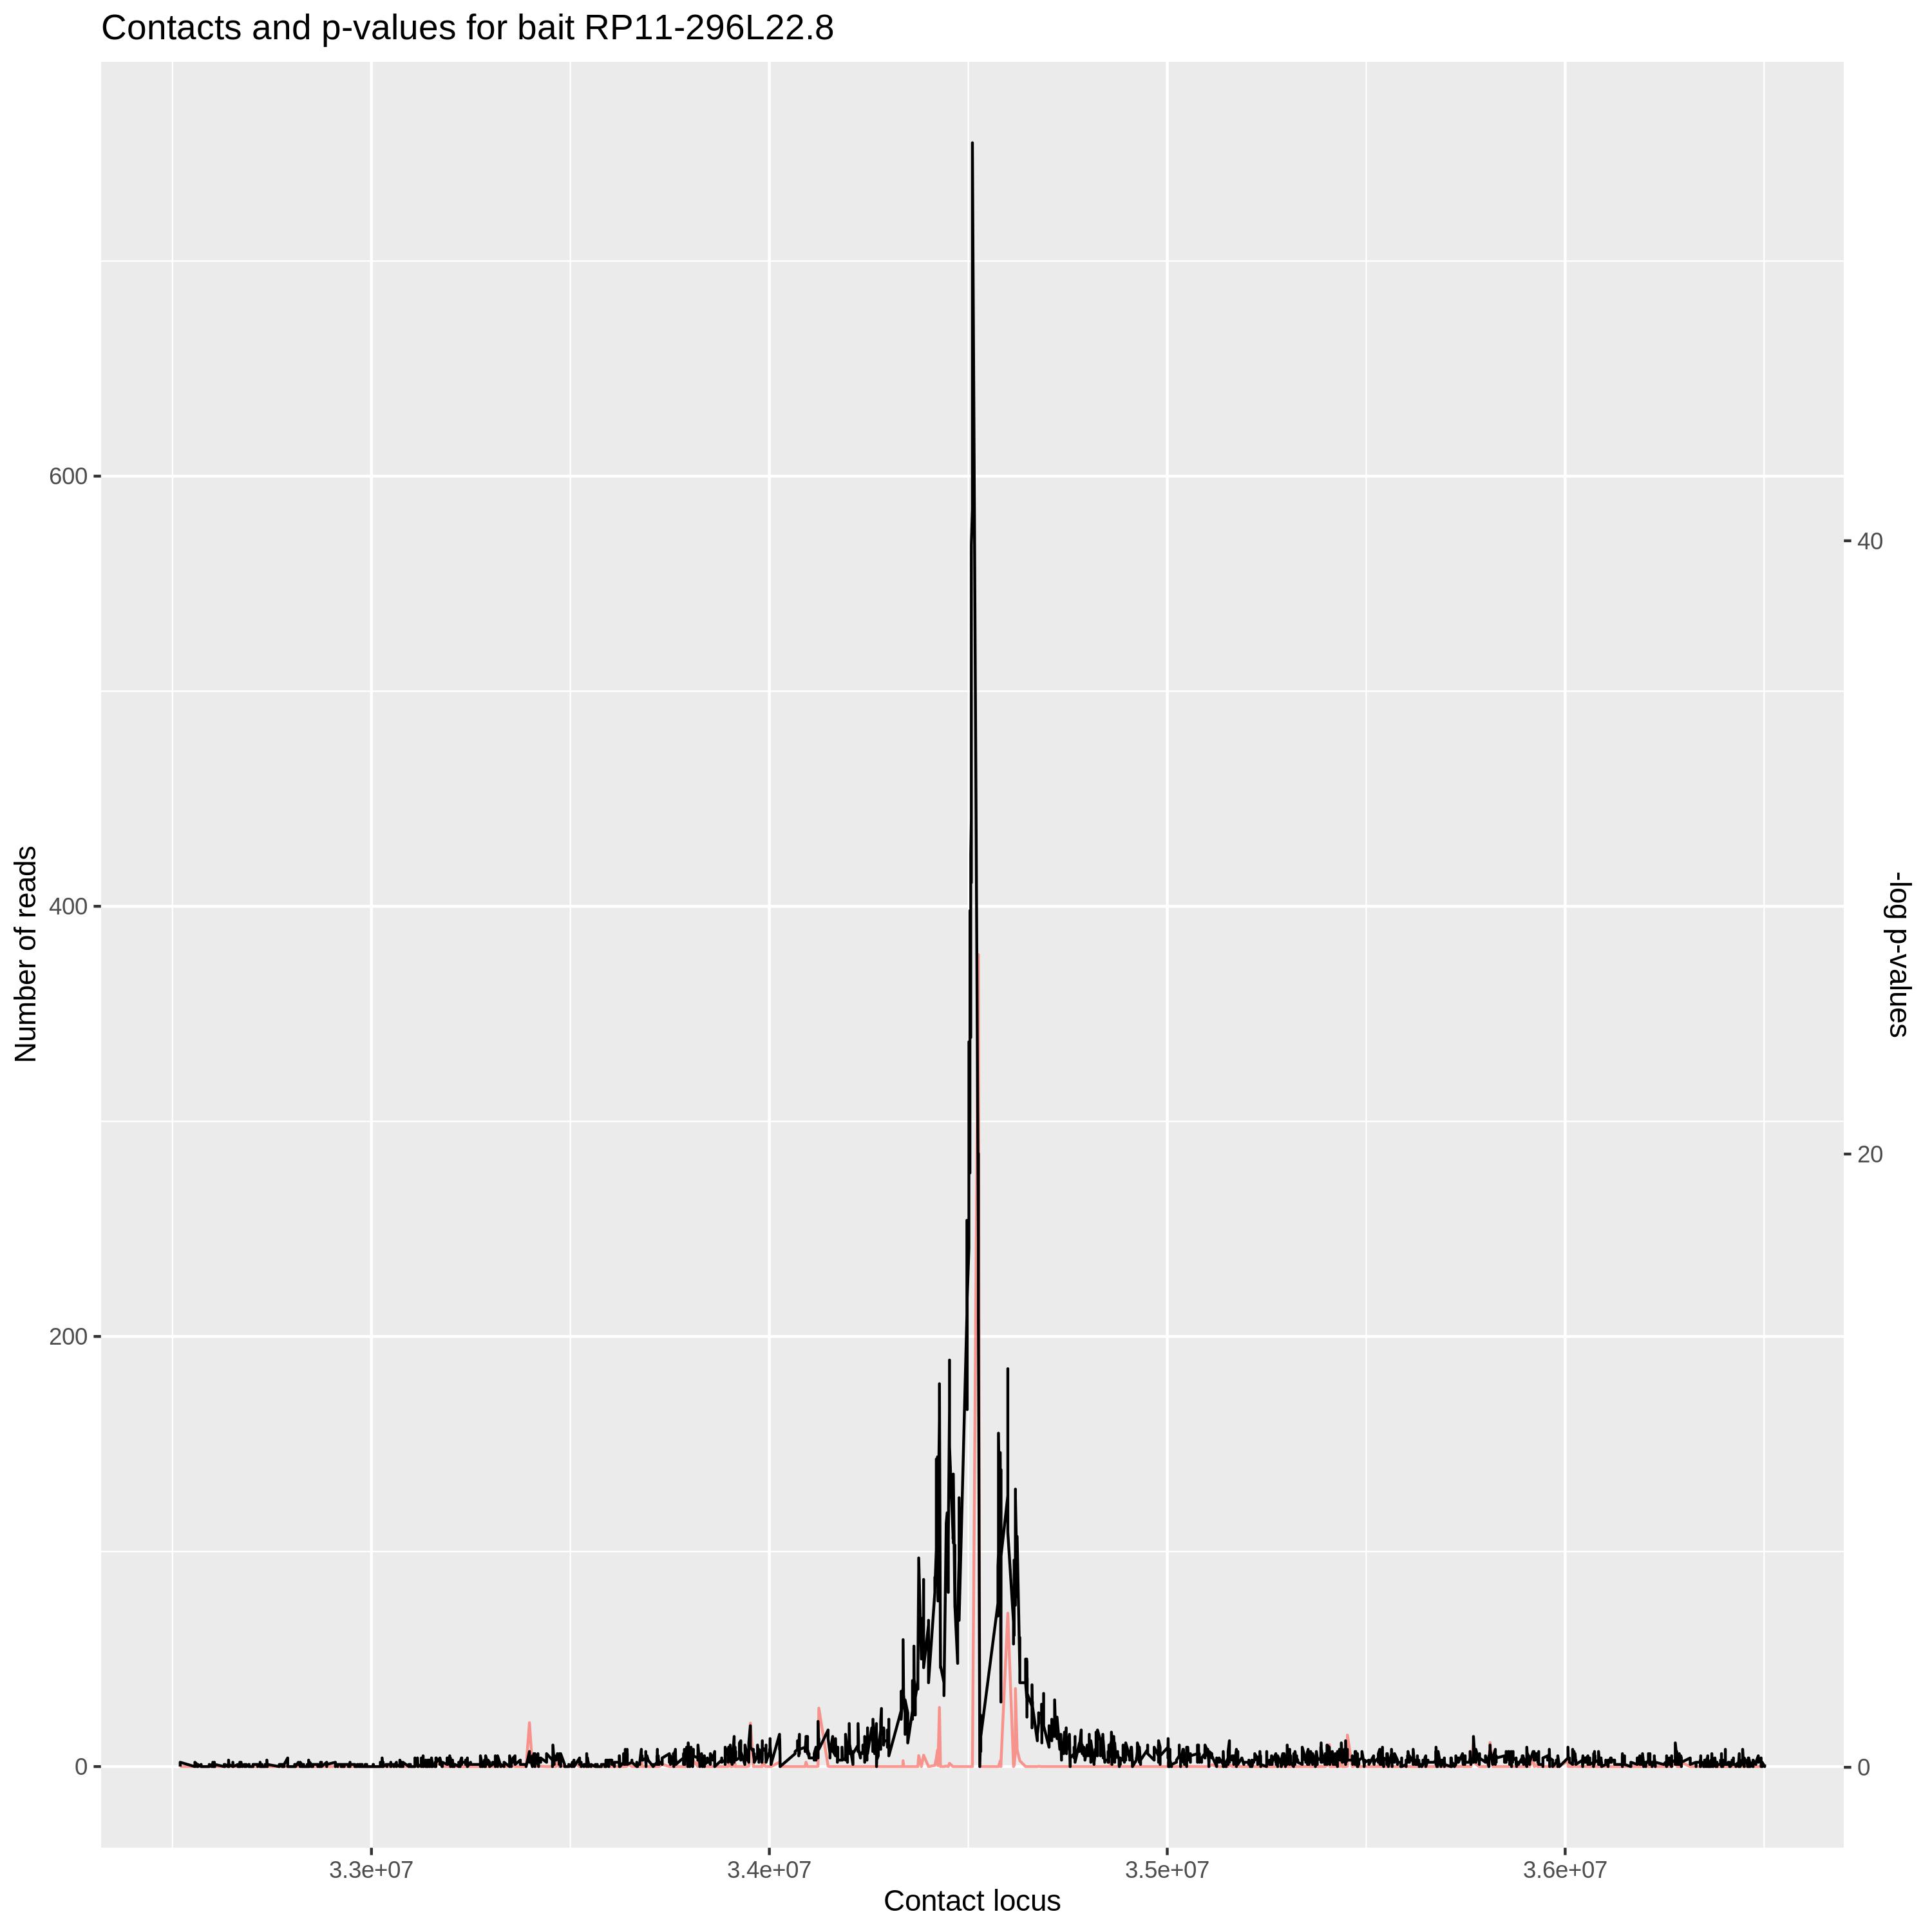 Contacts and p-values for bait RP11-296L22.8
600
400
200
0
40
20
0
Number of reads
-log p-values
3.3e+07
3.4e+07
3.5e+07
3.6e+07
Contact locus